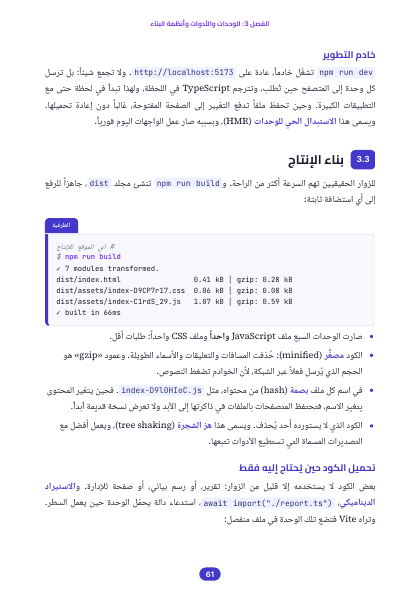 الفصل 3: الوحدات والأدوات وأنظمة البناء
خادم التطوير
npm run dev تشغّل خادماً، عادة على http://localhost:5173 . ولا تجمع شيئاً: بل ترسل
كل وحدة إلى المتصفح حين تُطلب، وتترجم TypeScript في اللحظة، ولهذا تبدأ في لحظة حتى مع
التطبيقات الكبيرة. وحين تحفظ ملفاً تدفع التغيير إلى الصفحة المفتوحة، غالباً دون إعادة تحميلها.
ويسمى هذا الاستبدال الحي للوحدات (HMR)، وبسببه صار عمل الواجهات اليوم فورياً.
3.3 بناء الإنتاج
للزوار الحقيقيين تهم السرعة أكثر من الراحة. و npm run build تنشئ مجلد dist ، جاهزاً للرفع
إلى أي استضافة ثابتة:
الطرفية
# ابنِ الموقع للإنتاج
$ npm run build
✓ 7 modules transformed.
dist/index.html 0.41 kB │ gzip: 0.28 kB
dist/assets/index-D9CP7r17.css 0.06 kB │ gzip: 0.08 kB
dist/assets/index-C1rdS_29.js 1.07 kB │ gzip: 0.59 kB
✓ built in 66ms
• صارت الوحدات السبع ملف JavaScript واحداً وملف CSS واحداً: طلبات أقل.
• الكود مصغّر (minified): حُذفت المسافات والتعليقات والأسماء الطويلة. وعمود «gzip» هو
الحجم الذي يُرسل فعلاً عبر الشبكة، لأن الخوادم تضغط النصوص.
• في اسم كل ملف بصمة (hash) من محتواه، مثل index-D9l0HIoC.js . فحين يتغير المحتوى
يتغير الاسم، فتحتفظ المتصفحات بالملفات في ذاكرتها إلى الأبد ولا تعرض نسخة قديمة أبداً.
• الكود الذي لا يستورده أحد يُحذف. ويسمى هذا هز الشجرة (tree shaking)، ويعمل أفضل مع
التصديرات المسماة التي تستطيع الأدوات تتبعها.
تحميل الكود حين يُحتاج إليه فقط
بعض الكود لا يستخدمه إلا قليل من الزوار: تقرير، أو رسم بياني، أو صفحة للإدارة. والاستيراد
الديناميكي، await import("./report.ts") ، استدعاء دالة يحمّل الوحدة حين يعمل السطر.
وتراه Vite فتضع تلك الوحدة في ملف منفصل:
61